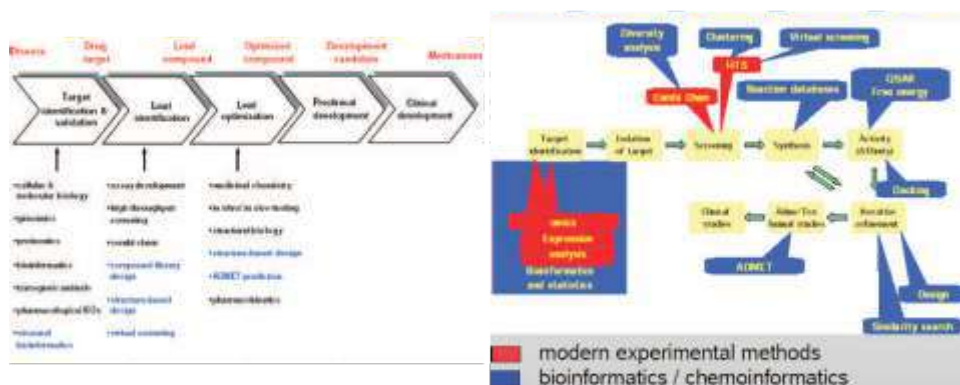 Disease
Drug
target
Lead
compound
Optimised
compound
Development
candidate
Target
identification &
validation
Lead
identification
Lead
optimisation
Preclinical
development
Clinical
development
•cellular &
molecular biology
•genomics
•proteomics
•bioinformatics
•transgenic animals
•structural
bioinformatics
•assay development
•high throughput
screening
•combi chem
•compound library
design
•structure-based
design
•virtual screening
•medicinal chemistry
•in vitro/ in vivo testing
•structural biology
•structure-based design
•ADMET prediction
•pharmacokinetics
Diversity
analysis
Clustering
Virtual screening
HTS
Combi Chem
Reaction databases
QSAR
Free energy
Target
identification
Isolation
of target
Screening
Synthesis
Activity
Docking
Clinical
studies
Animal studies
Iterative
refinement
Expression
analysis
Bioinformatics
and statistics
ADMET
Design
Similarity search
modern experimental methods
bioinformatics / chemoinformatics